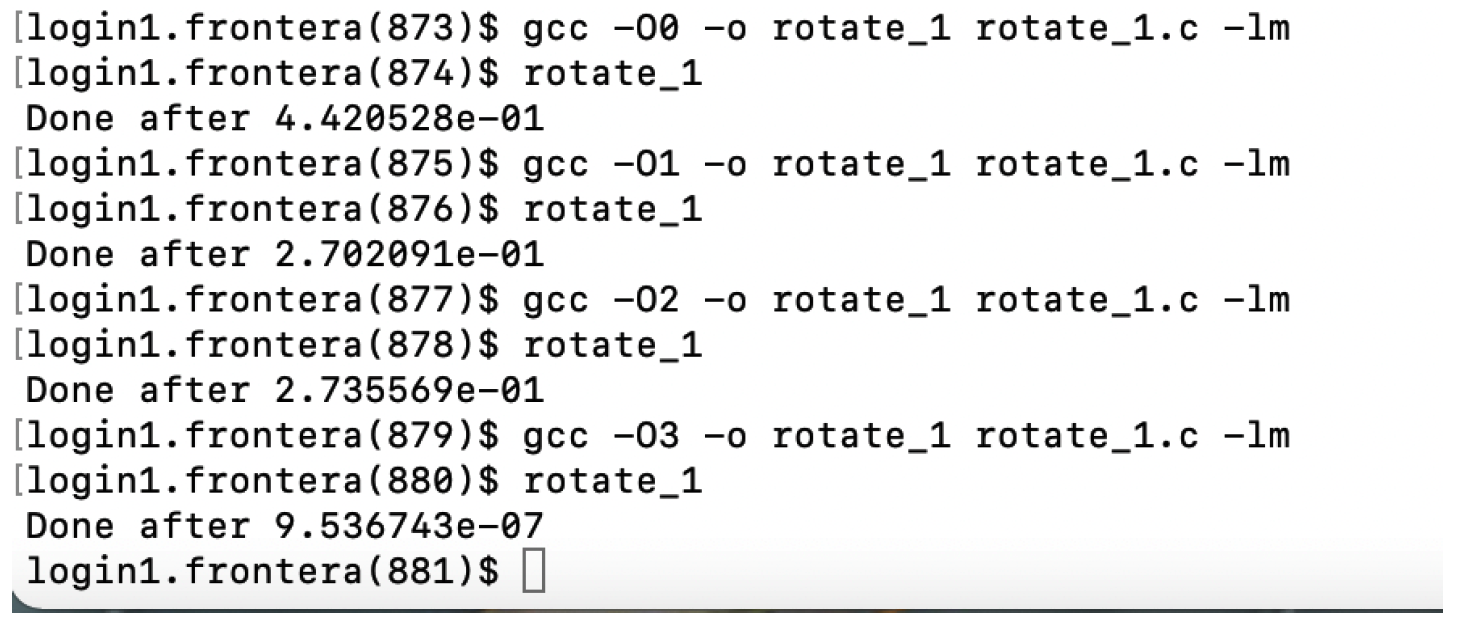 [login1.frontera(873)$ gcc -O0 -o rotate_1 rotate_1.c -lm
[login1.frontera(874)$ rotate_1
Done after 4.420528e-01
[login1.frontera(875)$ gcc -O1 -o rotate_1 rotate_1.c -lm
[login1.frontera(876)$ rotate_1
Done after 2.702091e-01
[login1.frontera(877)$ gcc -O2 -o rotate_1 rotate_1.c -lm
[login1.frontera(878)$ rotate_1
Done after 2.735569e-01
[login1.frontera(879)$ gcc -O3 -o rotate_1 rotate_1.c -lm
[login1.frontera(880)$ rotate_1
Done after 9.536743e-07
login1.frontera(881)$